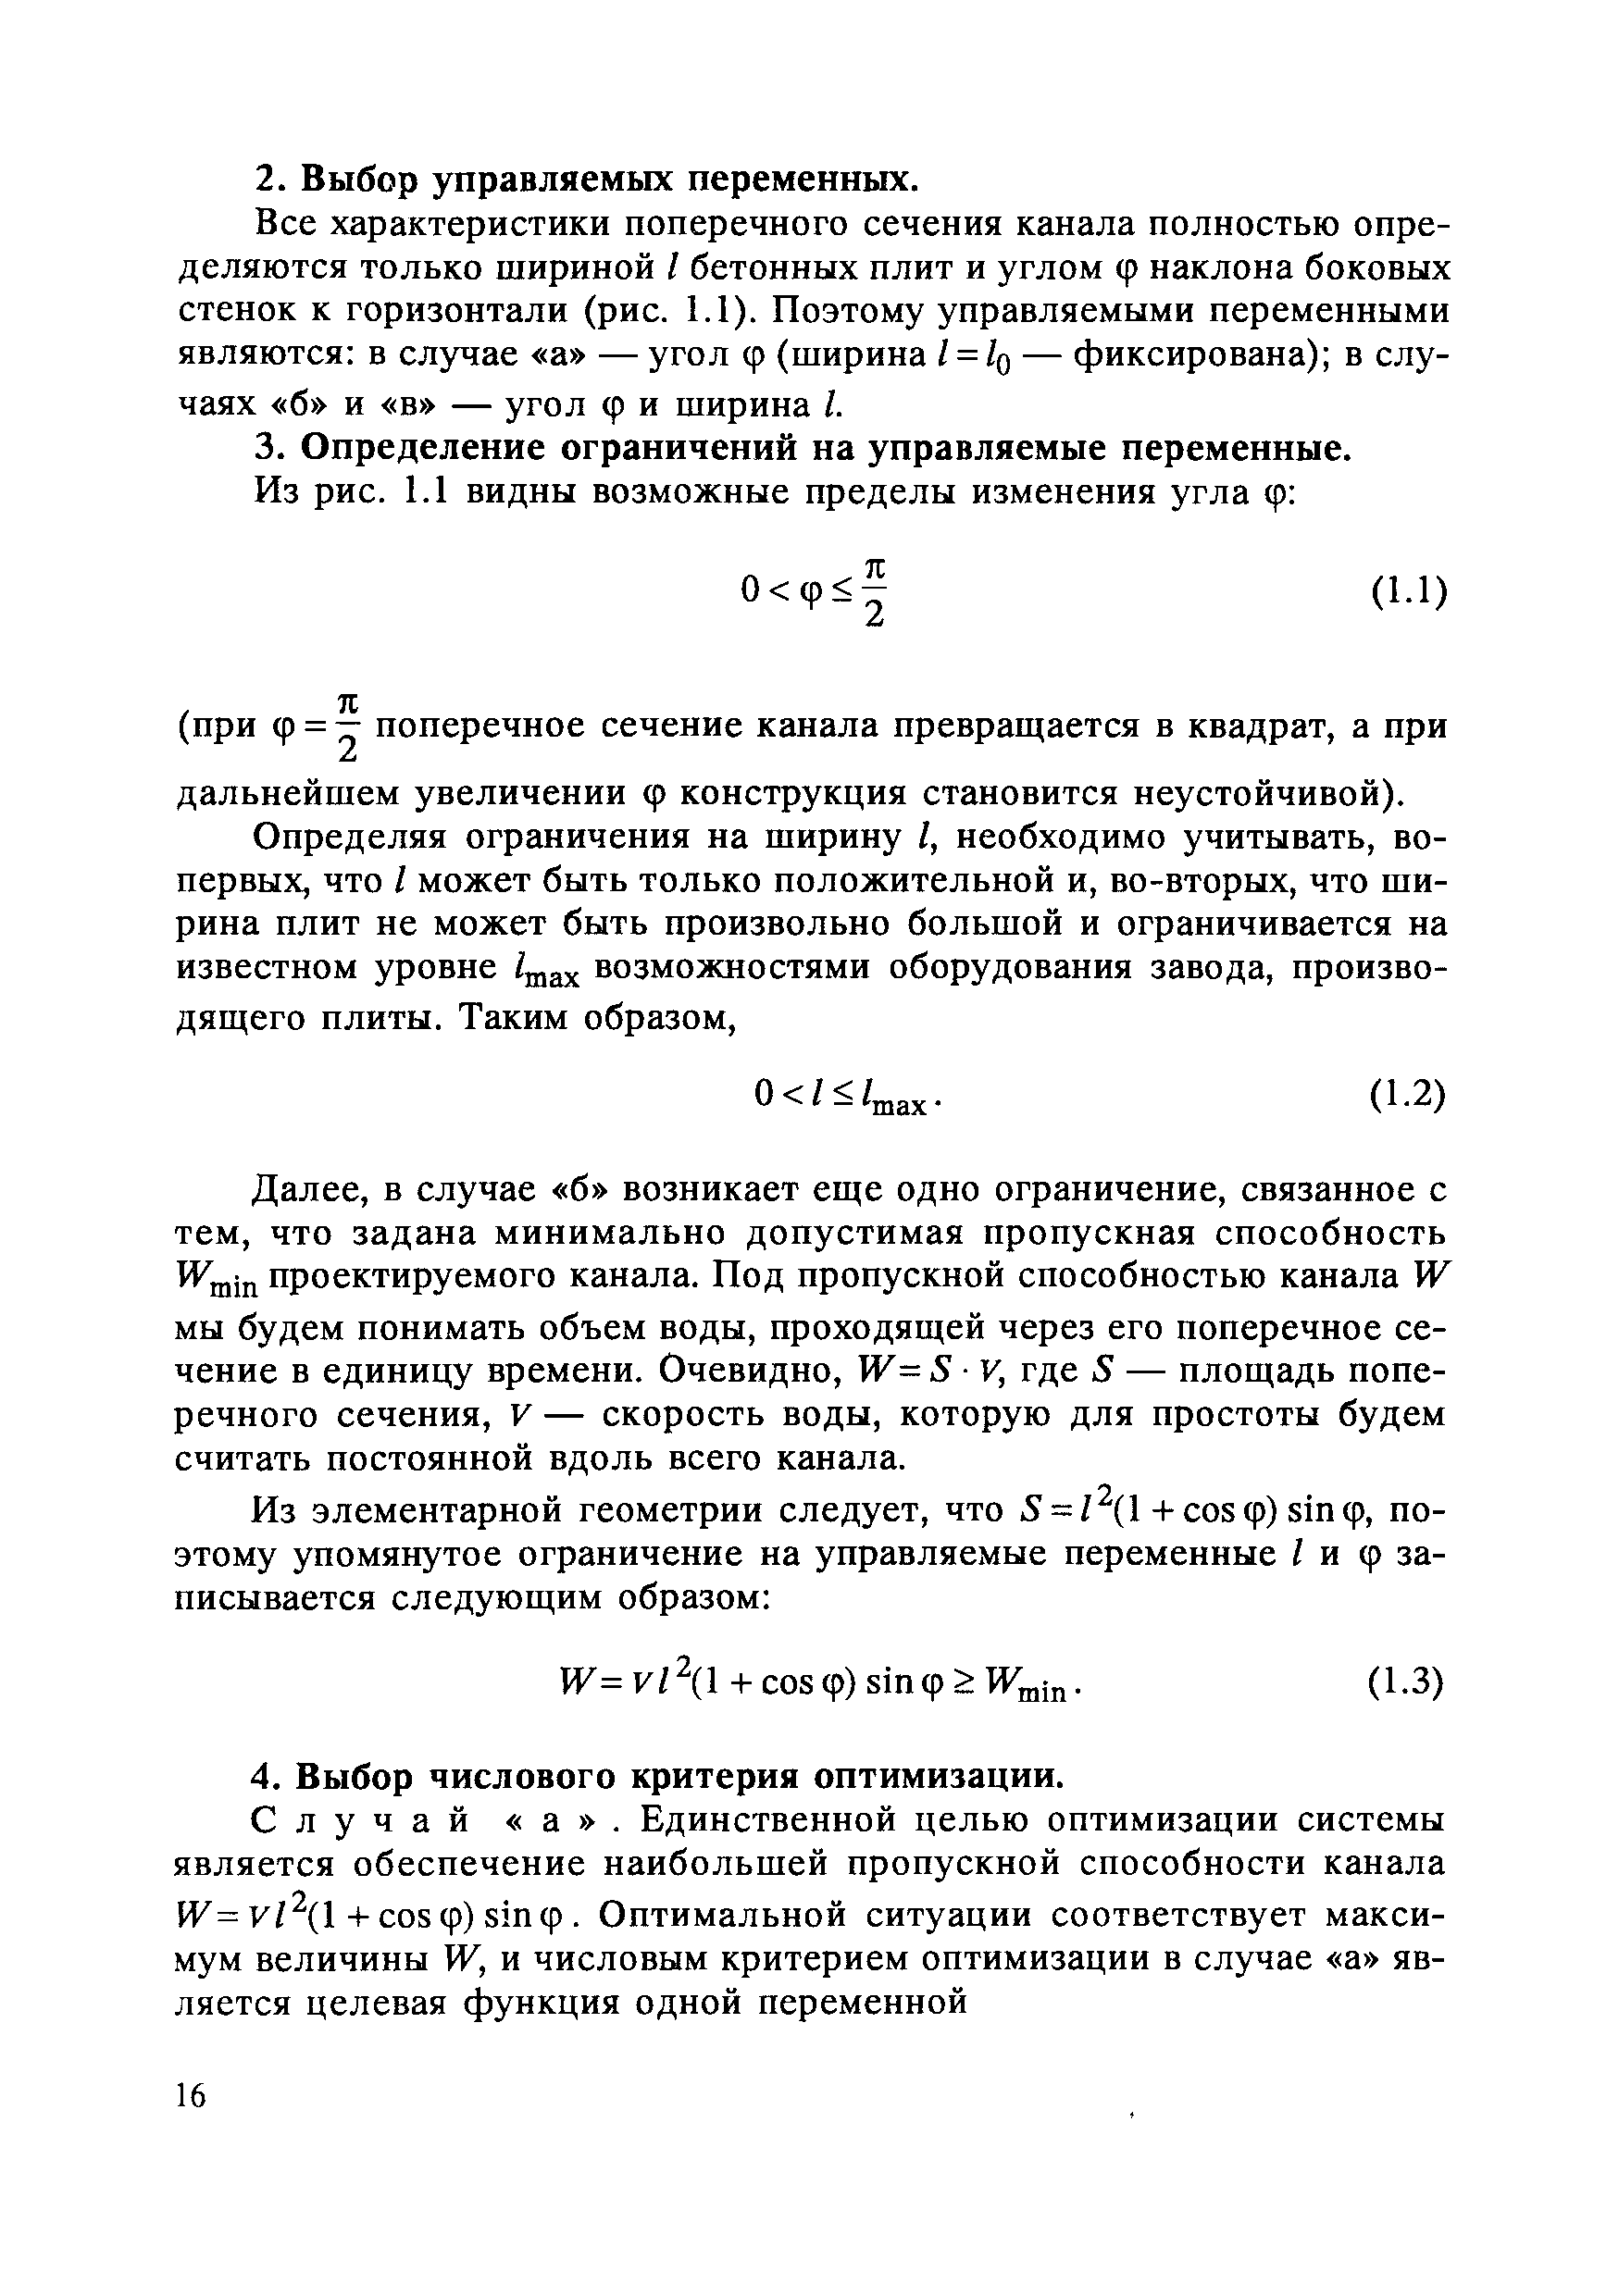 2. Выбор управляемых переменных.
Все характеристики поперечного сечения канала полностью опре-
деляются только шириной l бетонных плит и углом φ наклона боковых
стенок к горизонтали (рис. 1.1). Поэтому управляемыми переменными
являются: в случае «а» — угол φ (ширина l = l₀ — фиксирована); в слу-
чаях «б» и «в» — угол φ и ширина l.
3. Определение ограничений на управляемые переменные.
Из рис. 1.1 видны возможные пределы изменения угла φ:
0 < φ ≤ π/2 (1.1)
(при φ = π/2 поперечное сечение канала превращается в квадрат, а при
дальнейшем увеличении φ конструкция становится неустойчивой).
Определяя ограничения на ширину l, необходимо учитывать, во-
первых, что l может быть только положительной и, во-вторых, что ши-
рина плит не может быть произвольно большой и ограничивается на
известном уровне l_max возможностями оборудования завода, произво-
дящего плиты. Таким образом,
0 < l ≤ l_max. (1.2)
Далее, в случае «б» возникает еще одно ограничение, связанное с
тем, что задана минимально допустимая пропускная способность
W_min проектируемого канала. Под пропускной способностью канала W
мы будем понимать объем воды, проходящей через его поперечное се-
чение в единицу времени. Очевидно, W = S · v, где S — площадь попе-
речного сечения, v — скорость воды, которую для простоты будем
считать постоянной вдоль всего канала.
Из элементарной геометрии следует, что S = l²(1 + cos φ) sin φ, по-
этому упомянутое ограничение на управляемые переменные l и φ за-
писывается следующим образом:
W = v l²(1 + cos φ) sin φ ≥ W_min. (1.3)
4. Выбор числового критерия оптимизации.
С л у ч а й « а » . Единственной целью оптимизации системы
является обеспечение наибольшей пропускной способности канала
W = v l²(1 + cos φ) sin φ. Оптимальной ситуации соответствует макси-
мум величины W, и числовым критерием оптимизации в случае «а» яв-
ляется целевая функция одной переменной
16